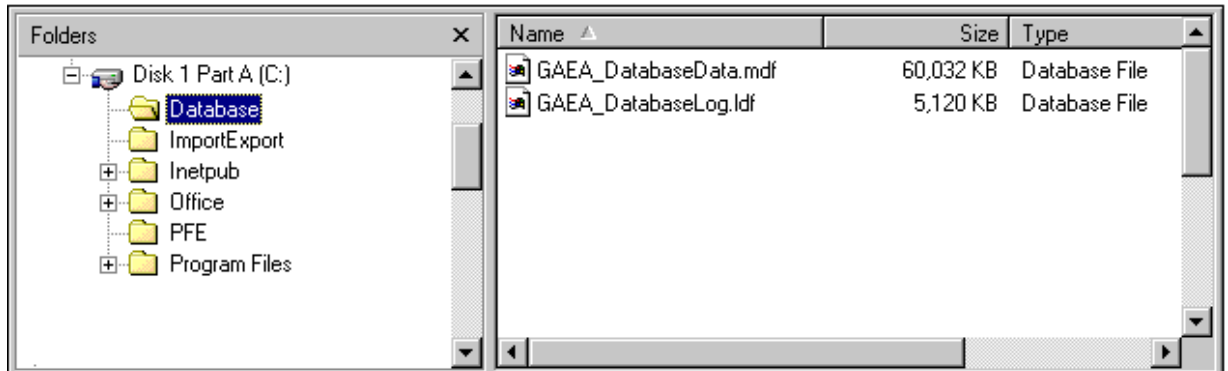 Folders
Disk 1 Part A (C:)
Database
ImportExport
Inetpub
Office
PFE
Program Files
Name Size Type
GAEA_DatabaseData.mdf 60,032 KB Database File
GAEA_DatabaseLog.ldf 5,120 KB Database File